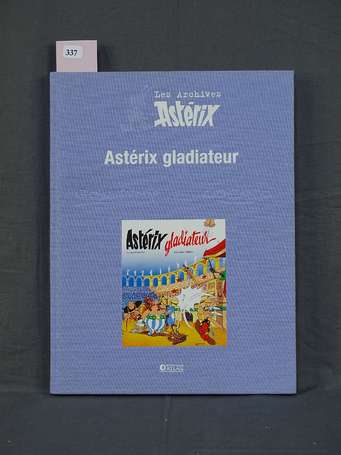 337
Les Archives
Astérix
Astérix gladiateur
Astérix
gladiateur
ATLAS